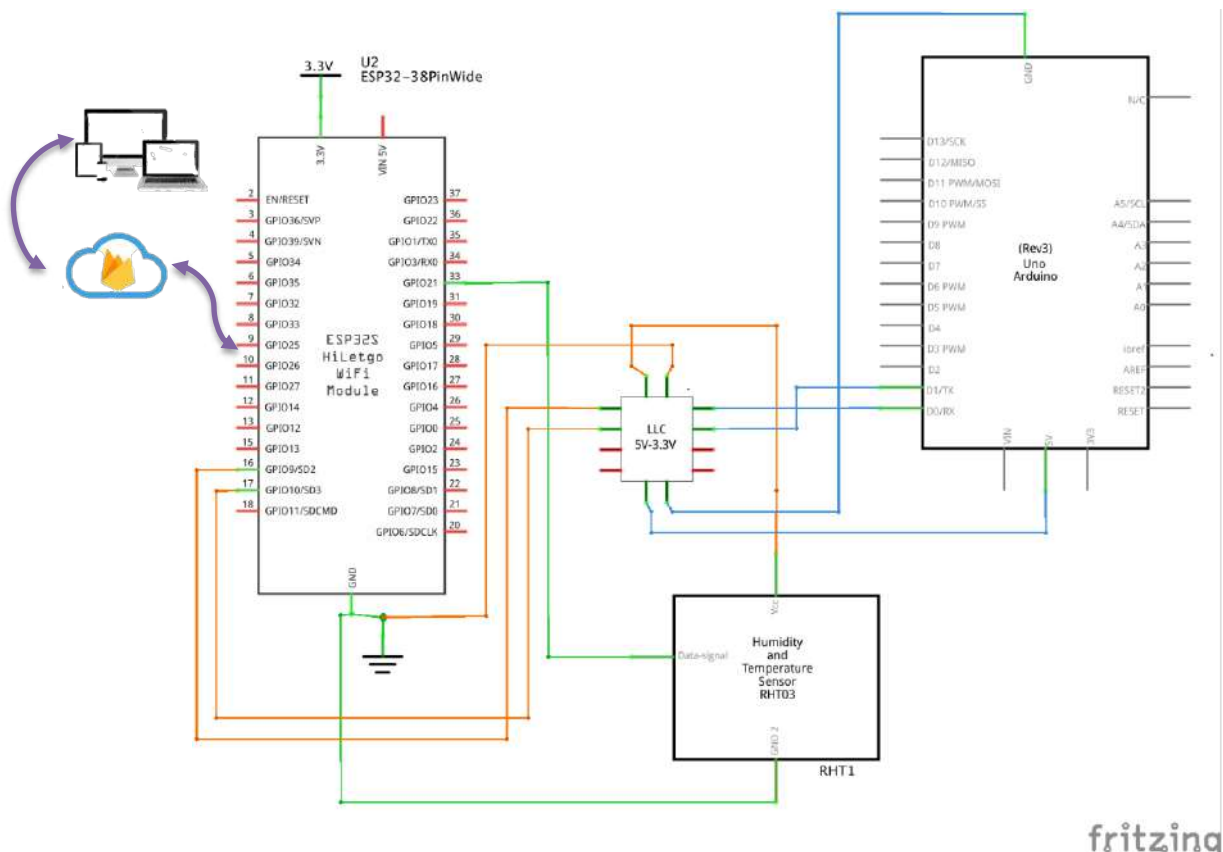 3.3V
U2
ESP32-38PinWide
3.3V
VIN 5V
2 EN/RESET
3 GPIO36/SVP
4 GPIO39/SVN
5 GPIO34
6 GPIO35
7 GPIO32
8 GPIO33
9 GPIO25
10 GPIO26
11 GPIO27
12 GPIO14
13 GPIO12
15 GPIO13
16 GPIO9/SD2
17 GPIO10/SD3
18 GPIO11/SDCMD
GPIO23 37
GPIO22 36
GPIO1/TX0 35
GPIO3/RX0 34
GPIO21 33
GPIO19 31
GPIO18 30
GPIO5 29
GPIO17 28
GPIO16 27
GPIO4 26
GPIO0 25
GPIO2 24
GPIO15 23
GPIO8/SD1 22
GPIO7/SD0 21
GPIO6/SDCLK 20
ESP32S
HiLetgo
WiFi
Module
GND
LLC
5V-3.3V
GND
N/C
D13/SCK
D12/MISO
D11 PWM/MOSI
D10 PWM/SS
D9 PWM
D8
D7
D6 PWM
D5 PWM
D4
D3 PWM
D2
D1/TX
D0/RX
(Rev3)
Uno
Arduino
A5/SCL
A4/SDA
A3
A2
A1
A0
ioref
AREF
RESET2
RESET
VIN
5V
3V3
Vcc
Data-signal
Humidity
and
Temperature
Sensor
RHT03
GND 2
RHT1
fritzing